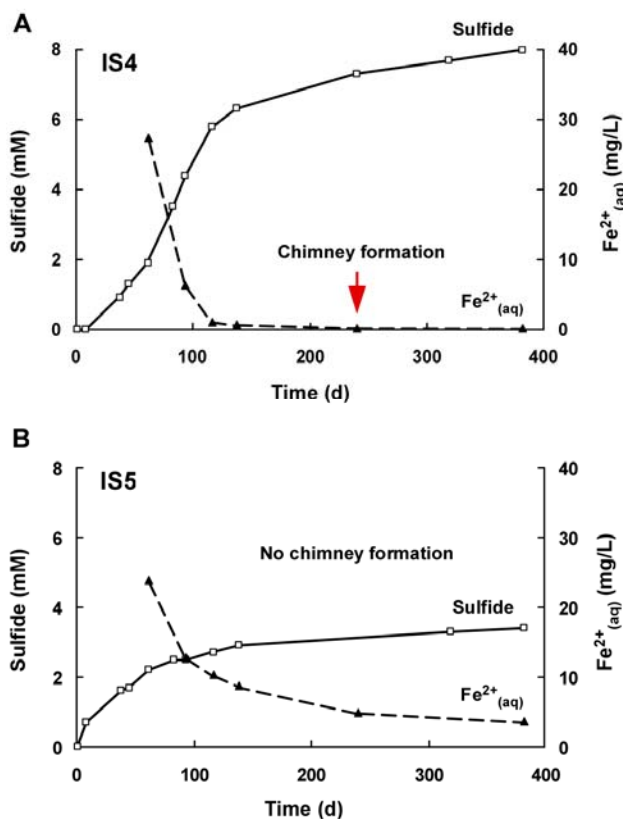 A
IS4
Sulfide
8
6
4
2
0
Sulfide (mM)
40
30
20
10
0
Fe²⁺(aq) (mg/L)
Chimney formation
Fe²⁺(aq)
0 100 200 300 400
Time (d)
B
IS5
8
6
4
2
0
Sulfide (mM)
40
30
20
10
0
Fe²⁺(aq) (mg/L)
No chimney formation
Sulfide
Fe²⁺(aq)
0 100 200 300 400
Time (d)